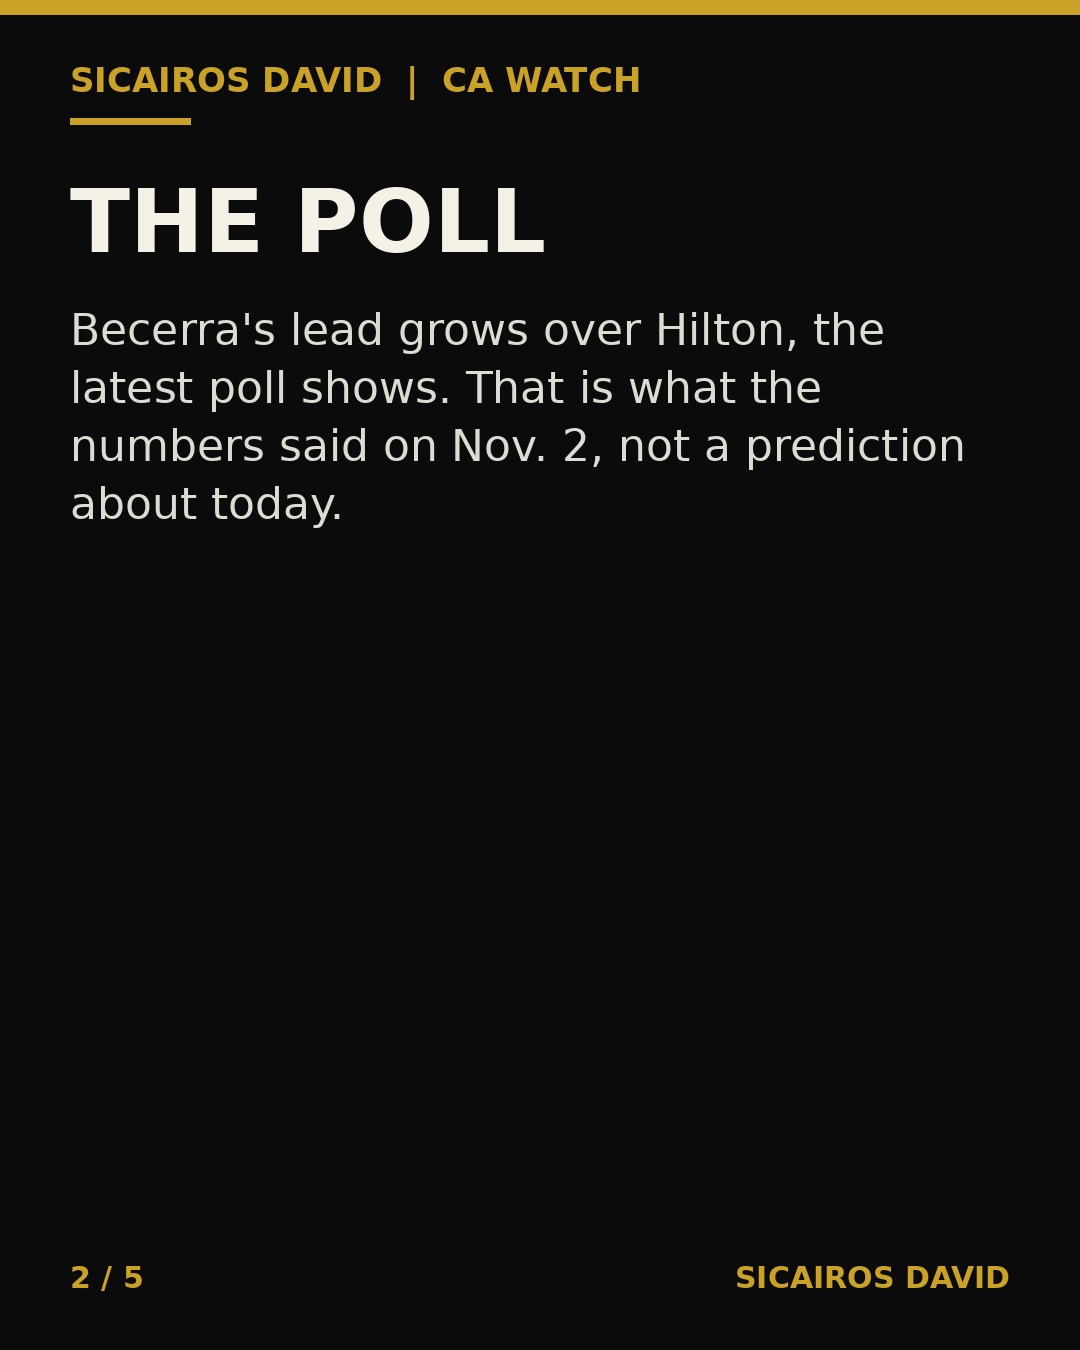 SICAIROS DAVID | CA WATCH
THE POLL
Becerra's lead grows over Hilton, the
latest poll shows. That is what the
numbers said on Nov. 2, not a prediction
about today.
2 / 5
SICAIROS DAVID